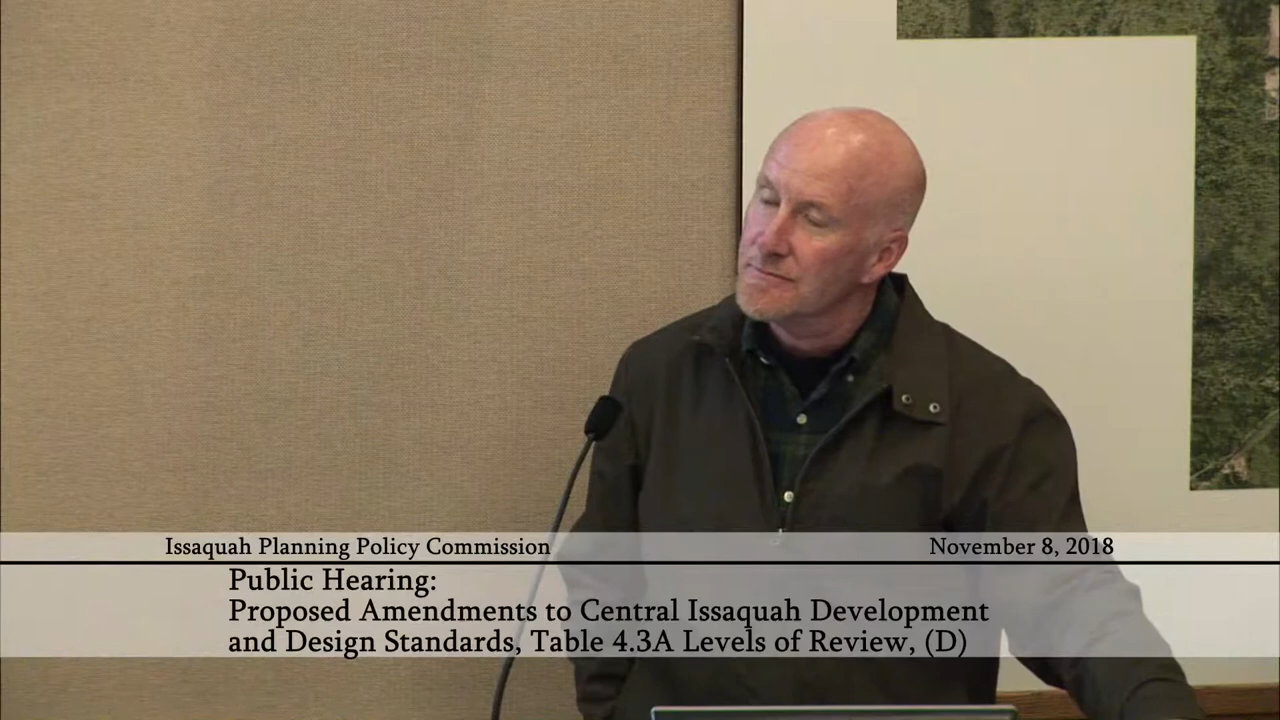 Issaquah Planning Policy Commission
November 8, 2018
Public Hearing:
Proposed Amendments to Central Issaquah Development
and Design Standards, Table 4.3A Levels of Review, (D)